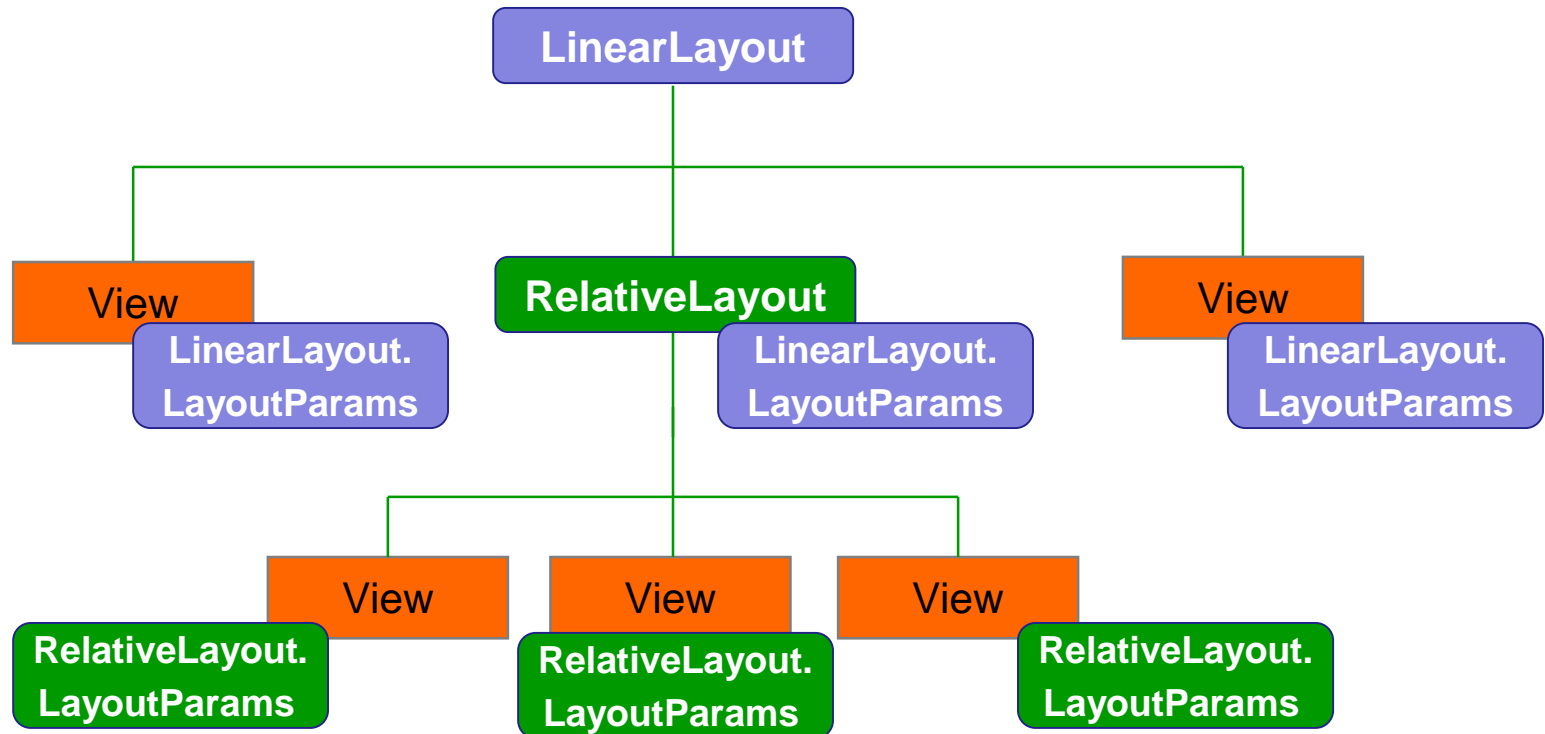 LinearLayout
View
LinearLayout.
LayoutParams
RelativeLayout
LinearLayout.
LayoutParams
View
LinearLayout.
LayoutParams
View
RelativeLayout.
LayoutParams
View
RelativeLayout.
LayoutParams
View
RelativeLayout.
LayoutParams